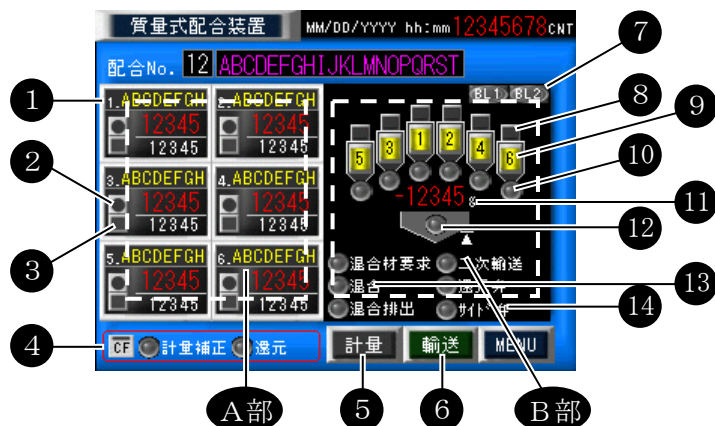 質量式配合装置 MM/DD/YYYY hh:mm 12345678CNT
配合No. 12 ABCDEFGHIJKLMNOPQRST
BL1 BL2
1.ABCDEFGH 2.ABCDEFGH
12345 12345
12345 12345
3.ABCDEFGH 4.ABCDEFGH
12345 12345
12345 12345
5.ABCDEFGH 6.ABCDEFGH
12345 12345
12345 12345
5 3 1 2 4 6
-12345 g
混合材要求 二次輸送
混合
混合排出
CF 計量補正 還元
計量 輸送 MENU
1
2
3
4
5
6
7
8
9
10
11
12
13
14
A部
B部